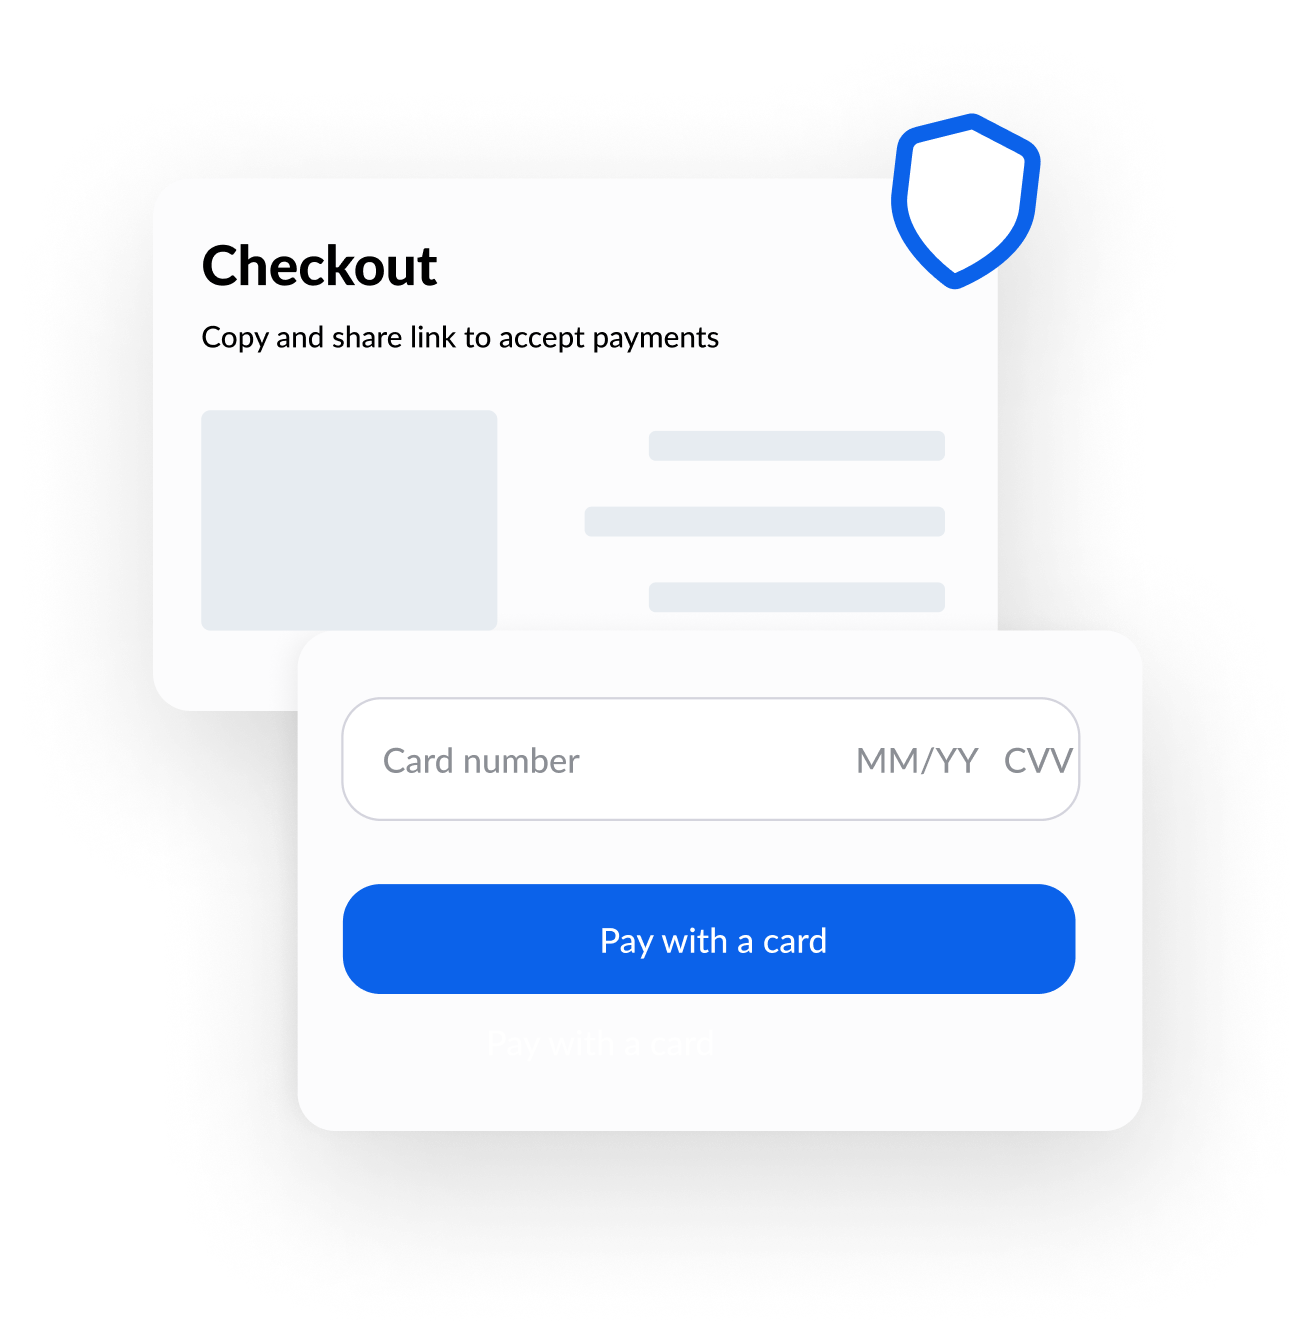 Checkout
Copy and share link to accept payments
Card number MM/YY CVV
Pay with a card
Pay with a card